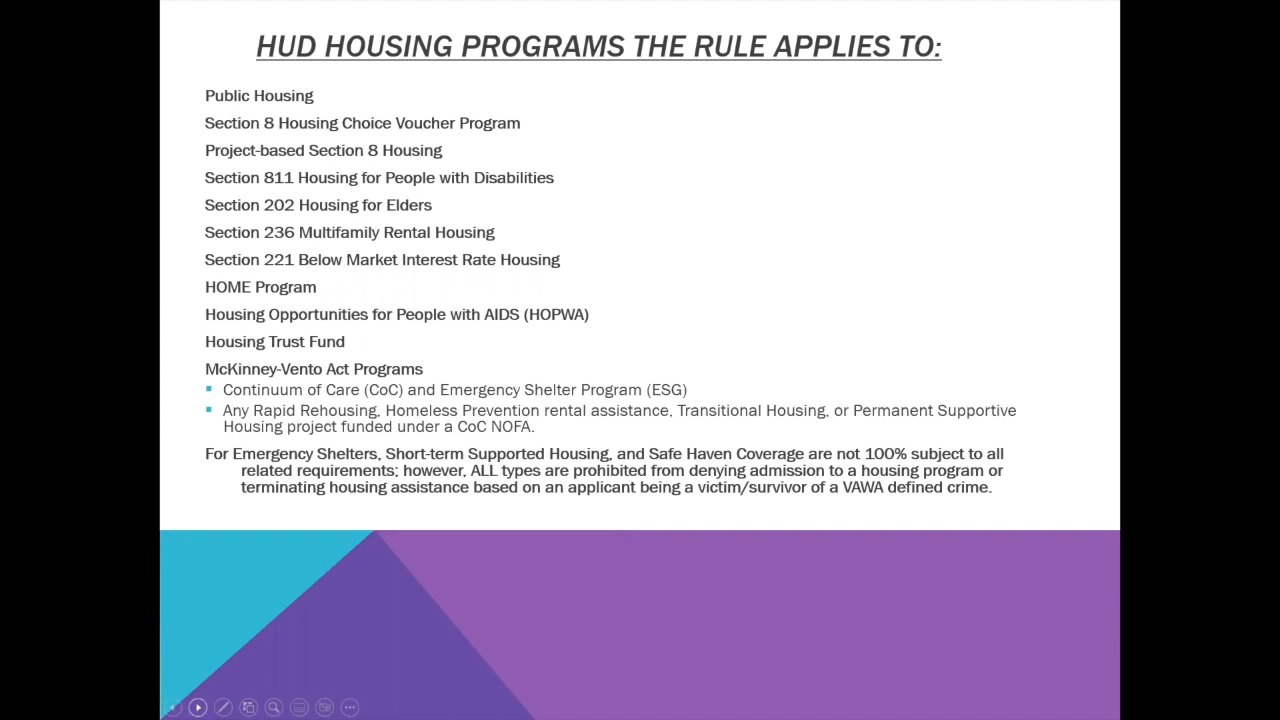 HUD HOUSING PROGRAMS THE RULE APPLIES TO:
Public Housing
Section 8 Housing Choice Voucher Program
Project-based Section 8 Housing
Section 811 Housing for People with Disabilities
Section 202 Housing for Elders
Section 236 Multifamily Rental Housing
Section 221 Below Market Interest Rate Housing
HOME Program
Housing Opportunities for People with AIDS (HOPWA)
Housing Trust Fund
McKinney-Vento Act Programs
Continuum of Care (CoC) and Emergency Shelter Program (ESG)
Any Rapid Rehousing, Homeless Prevention rental assistance, Transitional Housing, or Permanent Supportive
Housing project funded under a CoC NOFA.
For Emergency Shelters, Short-term Supported Housing, and Safe Haven Coverage are not 100% subject to all
related requirements; however, ALL types are prohibited from denying admission to a housing program or
terminating housing assistance based on an applicant being a victim/survivor of a VAWA defined crime.